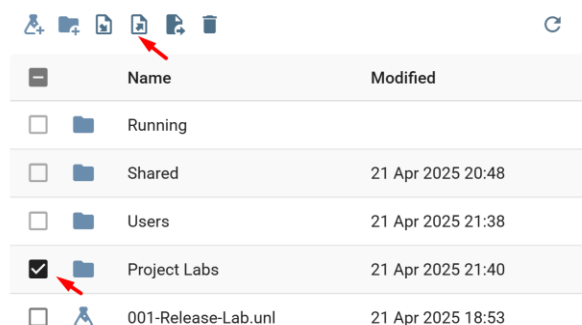 Name Modified
Running
Shared 21 Apr 2025 20:48
Users 21 Apr 2025 21:38
Project Labs 21 Apr 2025 21:40
001-Release-Lab.unl 21 Apr 2025 18:53